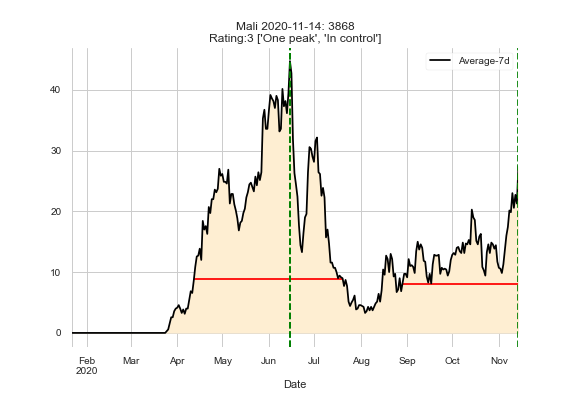 Mali 2020-11-14: 3868
Rating:3 ['One peak', 'In control']
Average-7d
40
30
20
10
0
Feb Mar Apr May Jun Jul Aug Sep Oct Nov
2020
Date